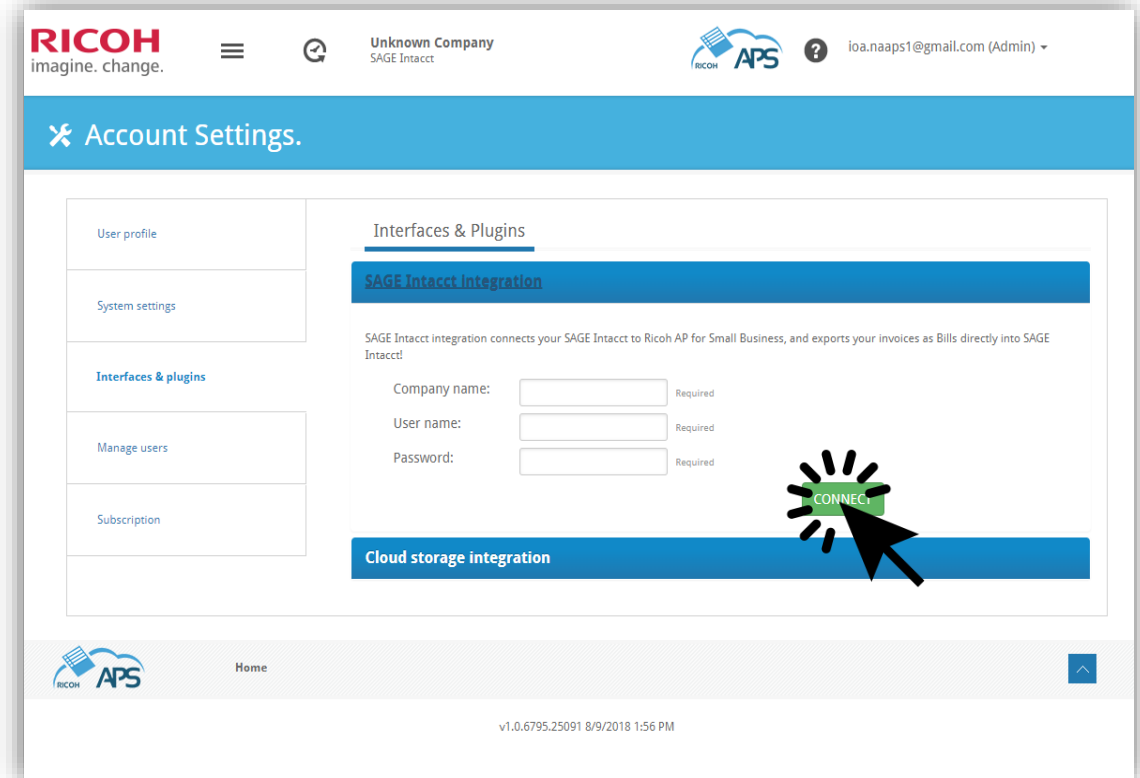 RICOH
imagine. change.
Unknown Company
SAGE Intacct
RICOH APS
?
ioa.naaps1@gmail.com (Admin)
Account Settings.
User profile
System settings
Interfaces & plugins
Manage users
Subscription
Interfaces & Plugins
SAGE Intacct integration
SAGE Intacct integration connects your SAGE Intacct to Ricoh AP for Small Business, and exports your invoices as Bills directly into SAGE
Intacct!
Company name:
Required
User name:
Required
Password:
Required
CONNECT
Cloud storage integration
RICOH APS
Home
v1.0.6795.25091 8/9/2018 1:56 PM